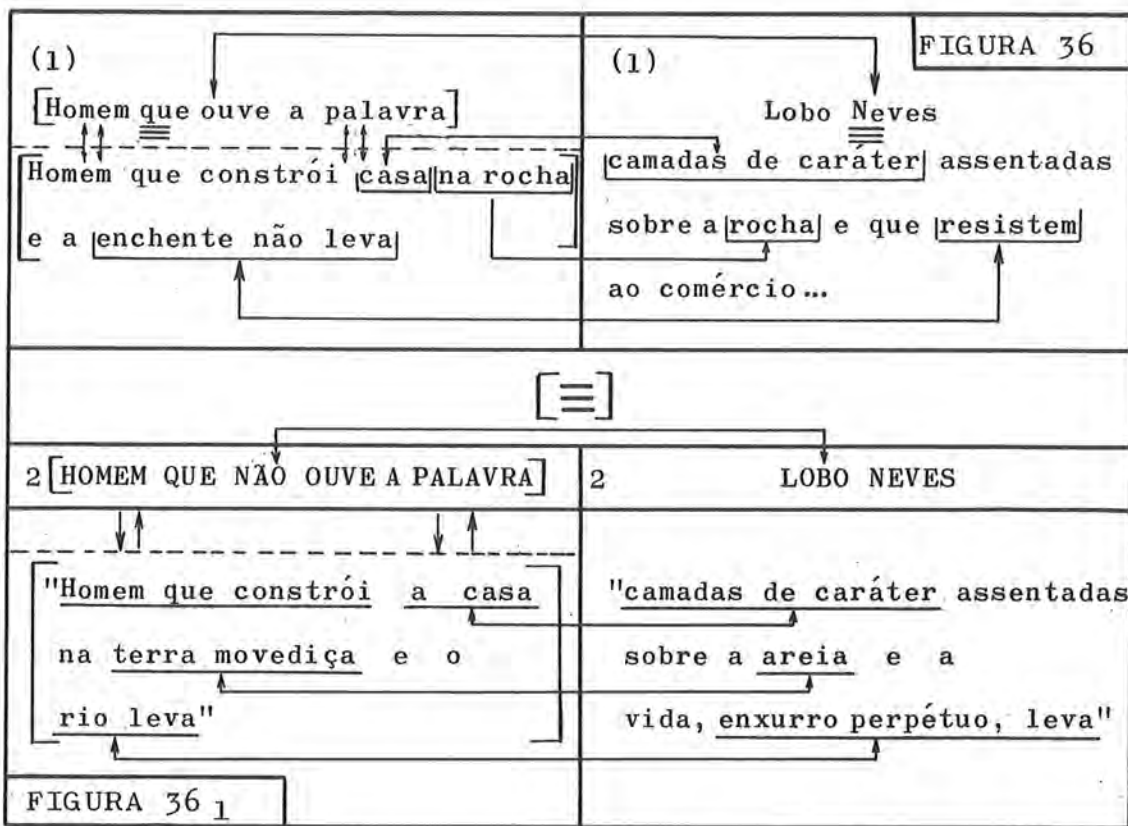 FIGURA 36
(1)
[Homem que ouve a palavra]
Homem que constrói casa na rocha
e a enchente não leva
(1)
Lobo Neves
camadas de caráter assentadas
sobre a rocha e que resistem
ao comércio...
[≡]
2 [HOMEM QUE NÃO OUVE A PALAVRA]
"Homem que constrói a casa
na terra movediça e o
rio leva"
2 LOBO NEVES
"camadas de caráter assentadas
sobre a areia e a
vida, enxurro perpétuo, leva"
FIGURA 36 1